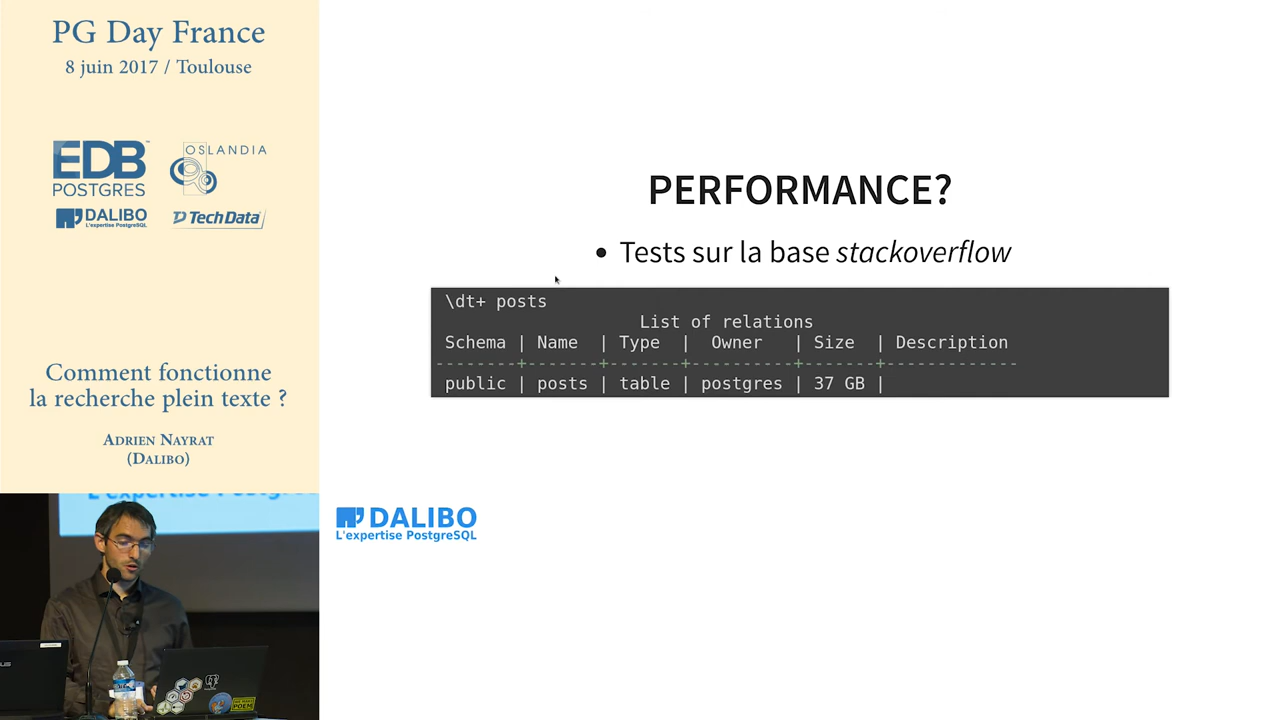 PG Day France
8 juin 2017 / Toulouse
EDB
POSTGRES
OSLANDIA
DALIBO
L'expertise PostgreSQL
TechData
Comment fonctionne
la recherche plein texte ?
ADRIEN NAYRAT
(DALIBO)
PERFORMANCE?
• Tests sur la base stackoverflow
\dt+ posts
List of relations
Schema | Name | Type | Owner | Size | Description
--------+-------+-------+----------+-------+-------------
public | posts | table | postgres | 37 GB |
DALIBO
L'expertise PostgreSQL